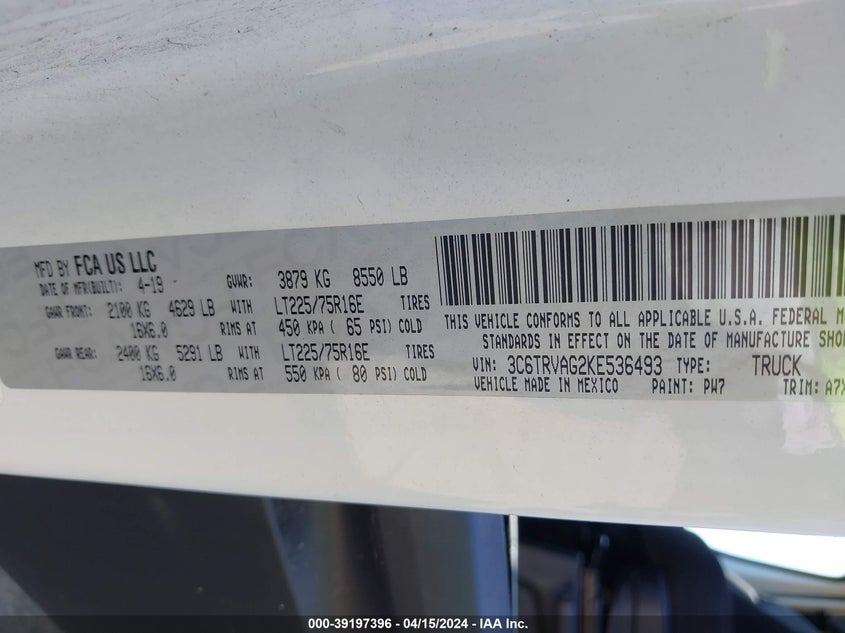 MFD BY FCA US LLC
DATE OF MFR(BUILT): 4-19 GVWR: 3879 KG 8550 LB
GAWR FRONT: 2100 KG 4629 LB WITH LT225/75R16E TIRES
16X6.0 RIMS AT 450 KPA ( 65 PSI) COLD
GAWR REAR: 2400 KG 5291 LB WITH LT225/75R16E TIRES
16X6.0 RIMS AT 550 KPA ( 80 PSI) COLD
THIS VEHICLE CONFORMS TO ALL APPLICABLE U.S.A. FEDERAL M
STANDARDS IN EFFECT ON THE DATE OF MANUFACTURE SHO
VIN: 3C6TRVAG2KE536493 TYPE: TRUCK
VEHICLE MADE IN MEXICO PAINT: PW7 TRIM: A7X
000-39197396 - 04/15/2024 - IAA Inc.